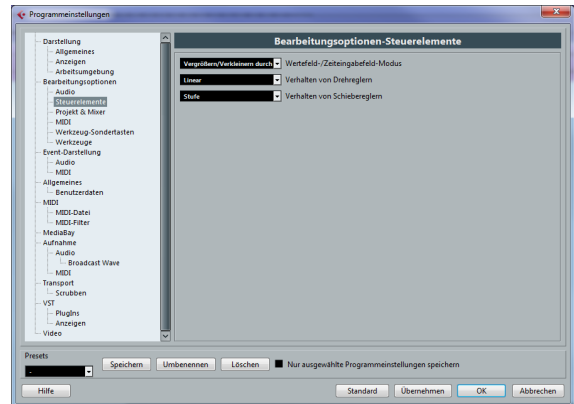 Programmeinstellungen
Darstellung
Allgemeines
Anzeigen
Arbeitsumgebung
Bearbeitungsoptionen
Audio
Steuerelemente
Projekt & Mixer
MIDI
Werkzeug-Sondertasten
Werkzeuge
Event-Darstellung
Audio
MIDI
Allgemeines
Benutzerdaten
MIDI
MIDI-Datei
MIDI-Filter
MediaBay
Aufnahme
Audio
Broadcast Wave
MIDI
Transport
Scrubben
VST
PlugIns
Anzeigen
Video
Bearbeitungsoptionen-Steuerelemente
Vergrößern/Verkleinern durch Wertefeld-/Zeiteingabefeld-Modus
Linear Verhalten von Drehreglern
Stufe Verhalten von Schiebereglern
Presets
-
Speichern Umbenennen Löschen Nur ausgewählte Programmeinstellungen speichern
Hilfe Standard Übernehmen OK Abbrechen